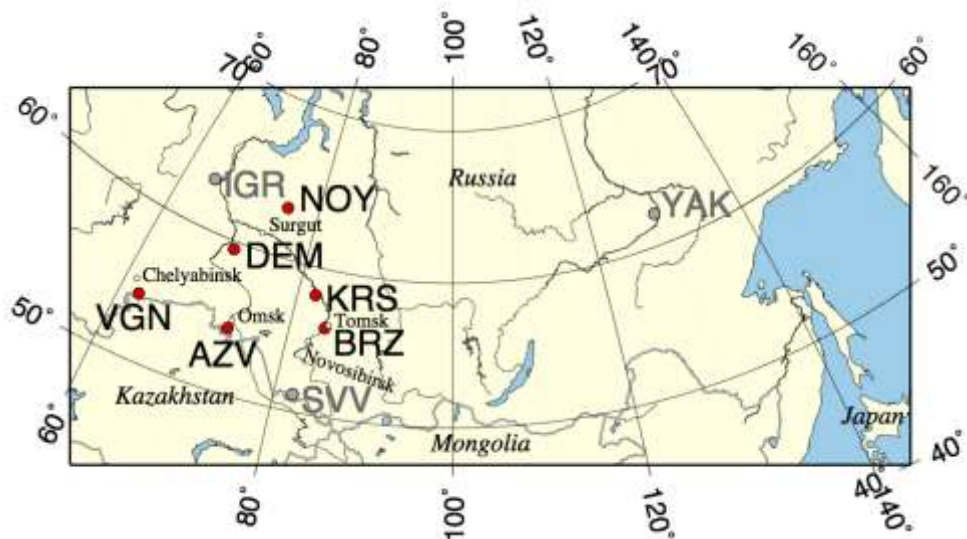 70°
60°
80°
100°
120°
140°
70°
160°
60°
60°
IGR
NOY
Russia
YAK
160°
Surgut
DEM
Chelyabinsk
50°
KRS
VGN
Omsk
Tomsk
50°
AZV
BRZ
Novosibirsk
Kazakhstan
SVV
Japan
60°
Mongolia
40°
80°
100°
120°
40°
140°